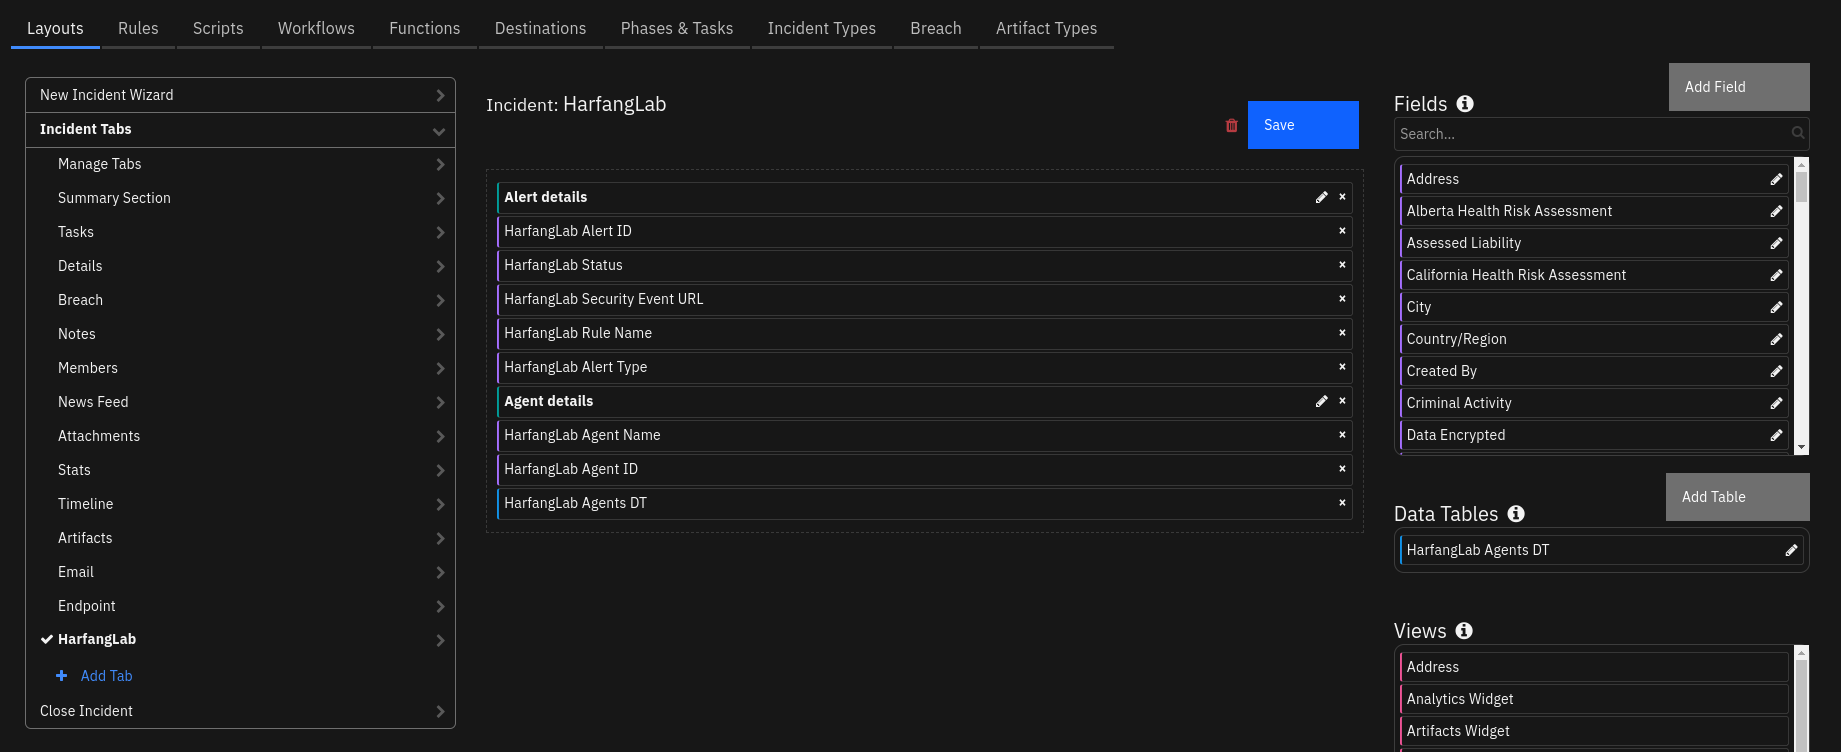 Layouts
Rules
Scripts
Workflows
Functions
Destinations
Phases & Tasks
Incident Types
Breach
Artifact Types
New Incident Wizard
Incident Tabs
Manage Tabs
Summary Section
Tasks
Details
Breach
Notes
Members
News Feed
Attachments
Stats
Timeline
Artifacts
Email
Endpoint
HarfangLab
Add Tab
Close Incident
Incident: HarfangLab
Save
Alert details
HarfangLab Alert ID
HarfangLab Status
HarfangLab Security Event URL
HarfangLab Rule Name
HarfangLab Alert Type
Agent details
HarfangLab Agent Name
HarfangLab Agent ID
HarfangLab Agents DT
Fields
Add Field
Search...
Address
Alberta Health Risk Assessment
Assessed Liability
California Health Risk Assessment
City
Country/Region
Created By
Criminal Activity
Data Encrypted
Data Tables
Add Table
HarfangLab Agents DT
Views
Address
Analytics Widget
Artifacts Widget